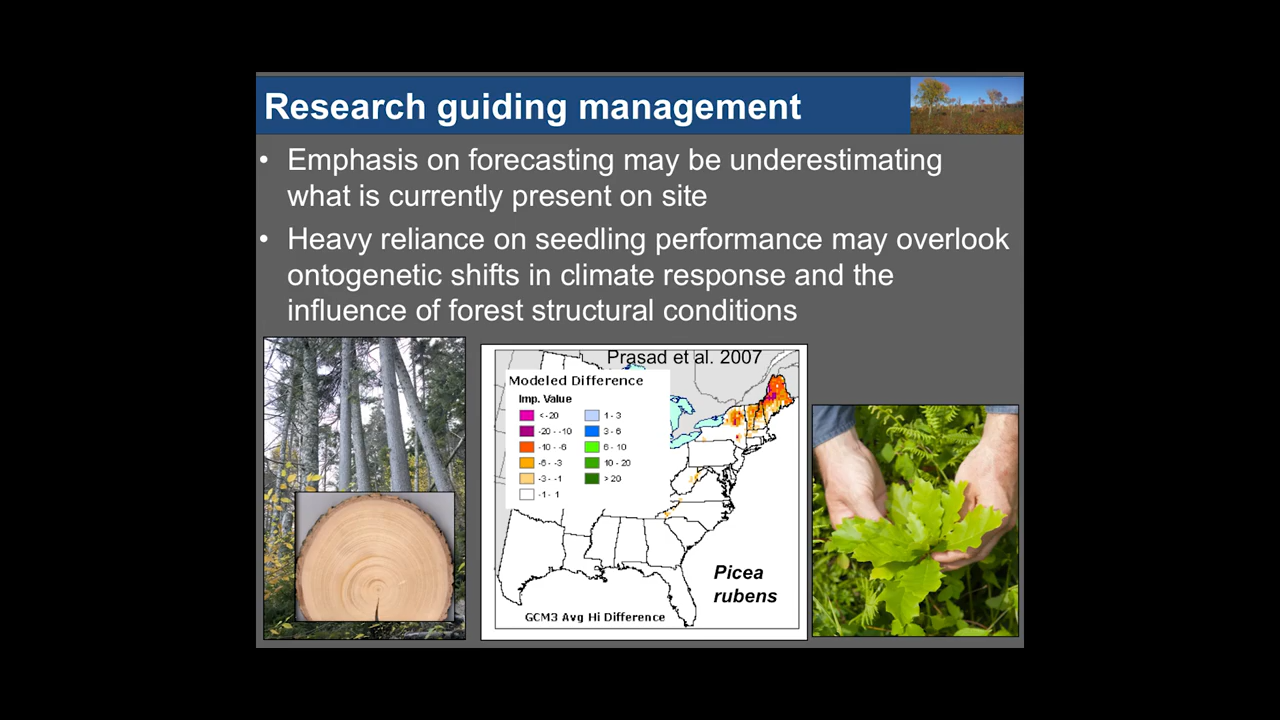 Research guiding management
• Emphasis on forecasting may be underestimating
what is currently present on site
• Heavy reliance on seedling performance may overlook
ontogenetic shifts in climate response and the
influence of forest structural conditions
Prasad et al. 2007
Modeled Difference
Imp. Value
< -20
-20 - -10
-10 - -6
-6 - -3
-3 - -1
-1 - 1
1 - 3
3 - 6
6 - 10
10 - 20
> 20
Picea
rubens
GCM3 Avg Hi Difference